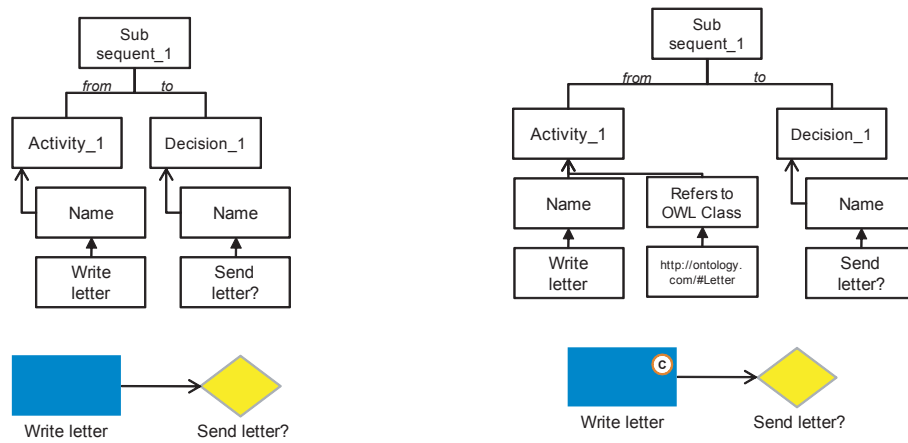 Sub
sequent_1
from
to
Activity_1
Decision_1
Name
Name
Write
letter
Send
letter?
Write letter
Send letter?
Sub
sequent_1
from
to
Activity_1
Decision_1
Name
Refers to
OWL Class
Name
Write
letter
http://ontology.
com/#Letter
Send
letter?
C
Write letter
Send letter?